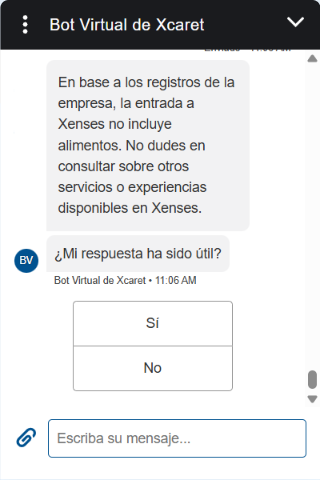 Bot Virtual de Xcaret
En base a los registros de la
empresa, la entrada a
Xenses no incluye
alimentos. No dudes en
consultar sobre otros
servicios o experiencias
disponibles en Xenses.
¿Mi respuesta ha sido útil?
BV
Bot Virtual de Xcaret • 11:06 AM
Sí
No
Escriba su mensaje...